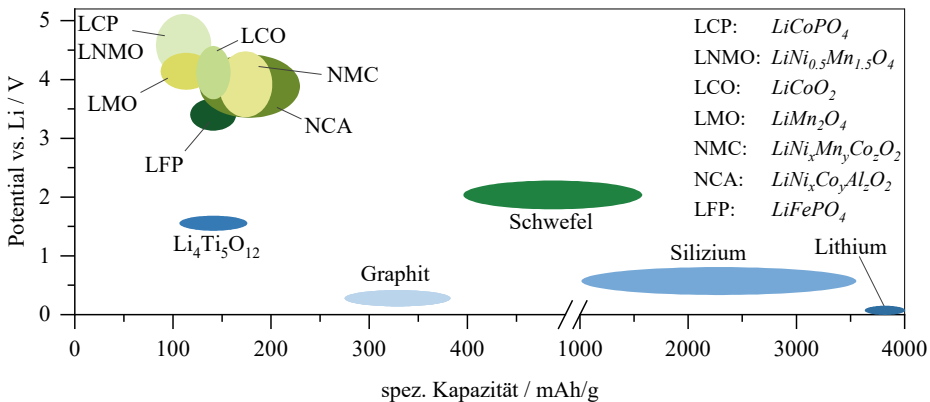 Potential vs. Li / V
5
4
3
2
1
0
LCP
LNMO
LCO
NMC
LMO
NCA
LFP
Li₄Ti₅O₁₂
Graphit
Schwefel
Silizium
Lithium
LCP: LiCoPO₄
LNMO: LiNi₀.₅Mn₁.₅O₄
LCO: LiCoO₂
LMO: LiMn₂O₄
NMC: LiNiₓMnᵧCo_zO₂
NCA: LiNiₓCoᵧAl_zO₂
LFP: LiFePO₄
0 100 200 300 400 1000 2000 3000 4000
spez. Kapazität / mAh/g